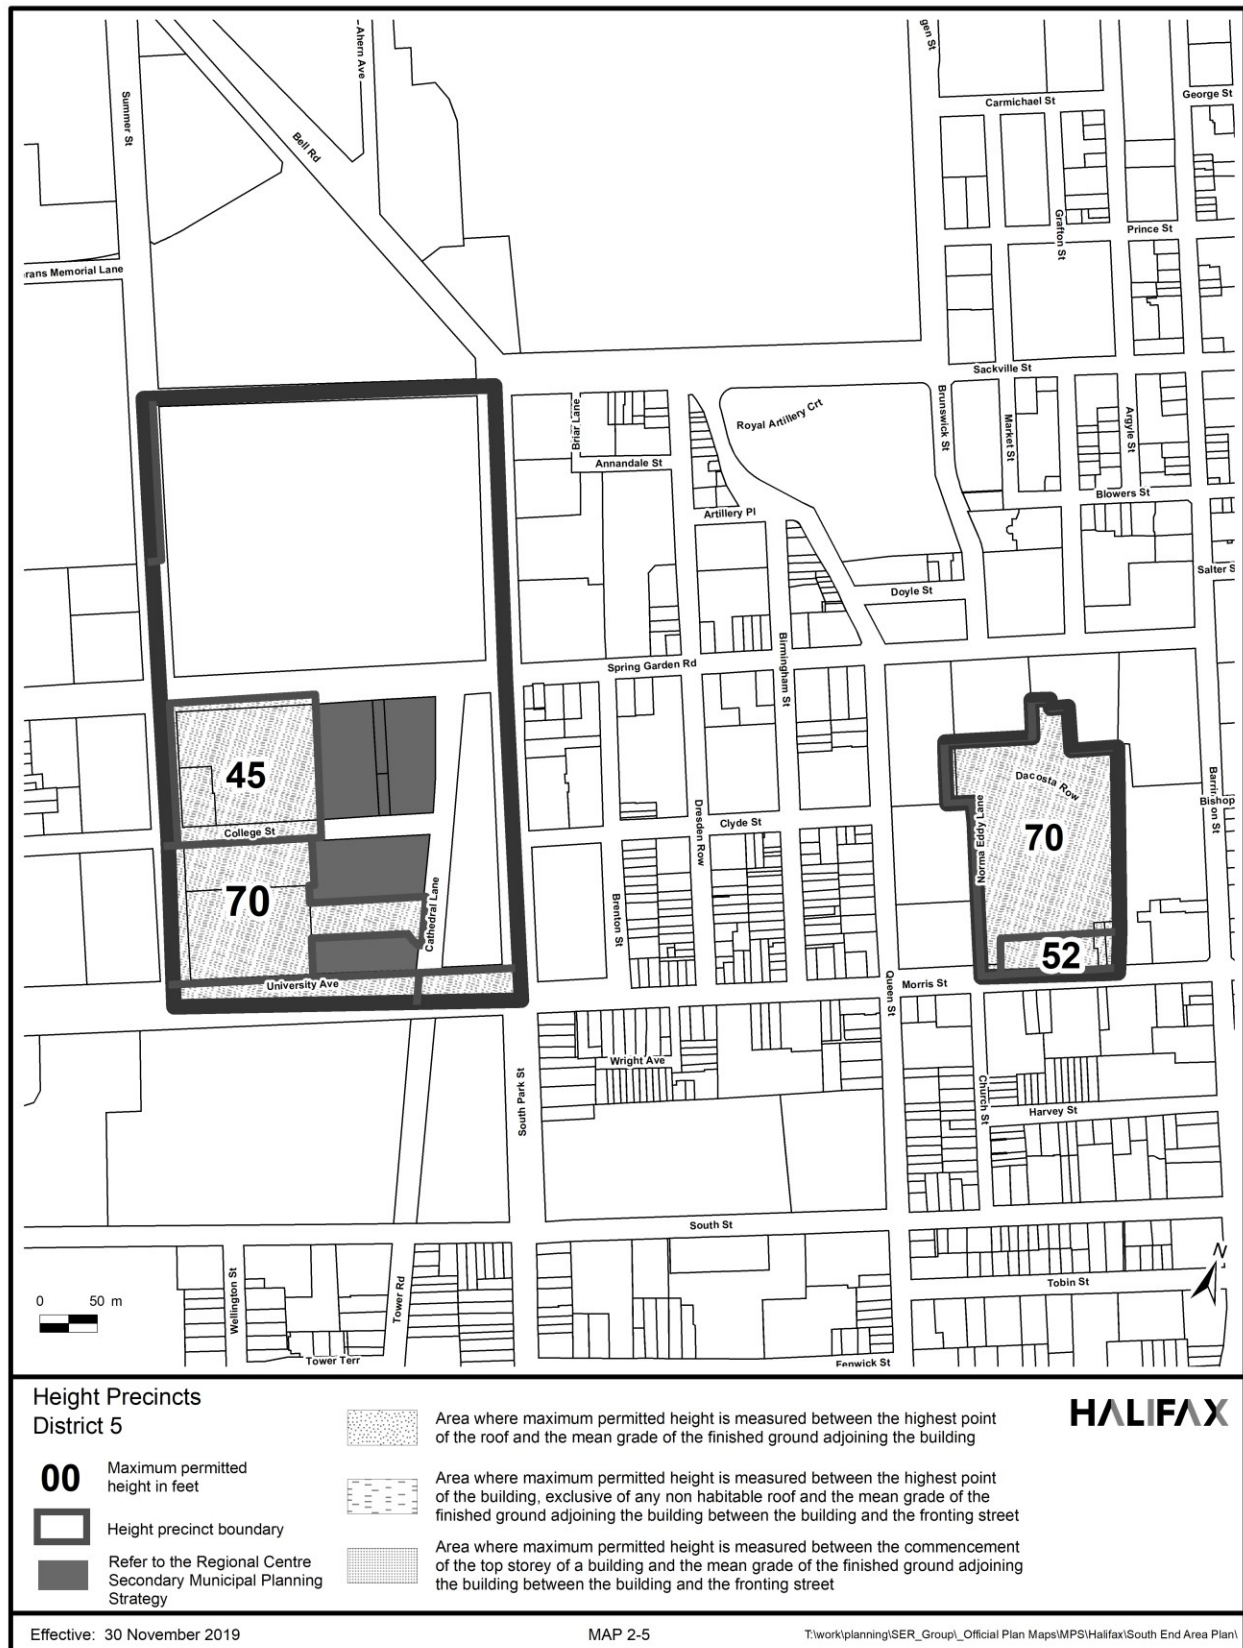 gen St
Ahern Ave
Carmichael St
George St
Summer St
Bell Rd
Grafton St
Prince St
rans Memorial Lane
Sackville St
Briar Lane
Royal Artillery Crt
Brunswick St
Market St
Argyle St
Annandale St
Blowers St
Artillery Pl
Salter S
Doyle St
Birmingham St
Spring Garden Rd
45
Dacosta Row
College St
Clyde St
Dresden Row
Norma Eddy Lane
70
Barrin on St
Bishop
70
Cathedral Lane
Brenton St
52
University Ave
Queen St
Morris St
Wright Ave
South Park St
Church St
Harvey St
South St
N
Wellington St
Tower Rd
Tobin St
0 50 m
Tower Terr
Fenwick St
Height Precincts
District 5
00 Maximum permitted
height in feet
Height precinct boundary
Refer to the Regional Centre
Secondary Municipal Planning
Strategy
Area where maximum permitted height is measured between the highest point
of the roof and the mean grade of the finished ground adjoining the building
Area where maximum permitted height is measured between the highest point
of the building, exclusive of any non habitable roof and the mean grade of the
finished ground adjoining the building between the building and the fronting street
Area where maximum permitted height is measured between the commencement
of the top storey of a building and the mean grade of the finished ground adjoining
the building between the building and the fronting street
HALIFAX
Effective: 30 November 2019
MAP 2-5
T:\work\planning\SER_Group\_Official Plan Maps\MPS\Halifax\South End Area Plan\